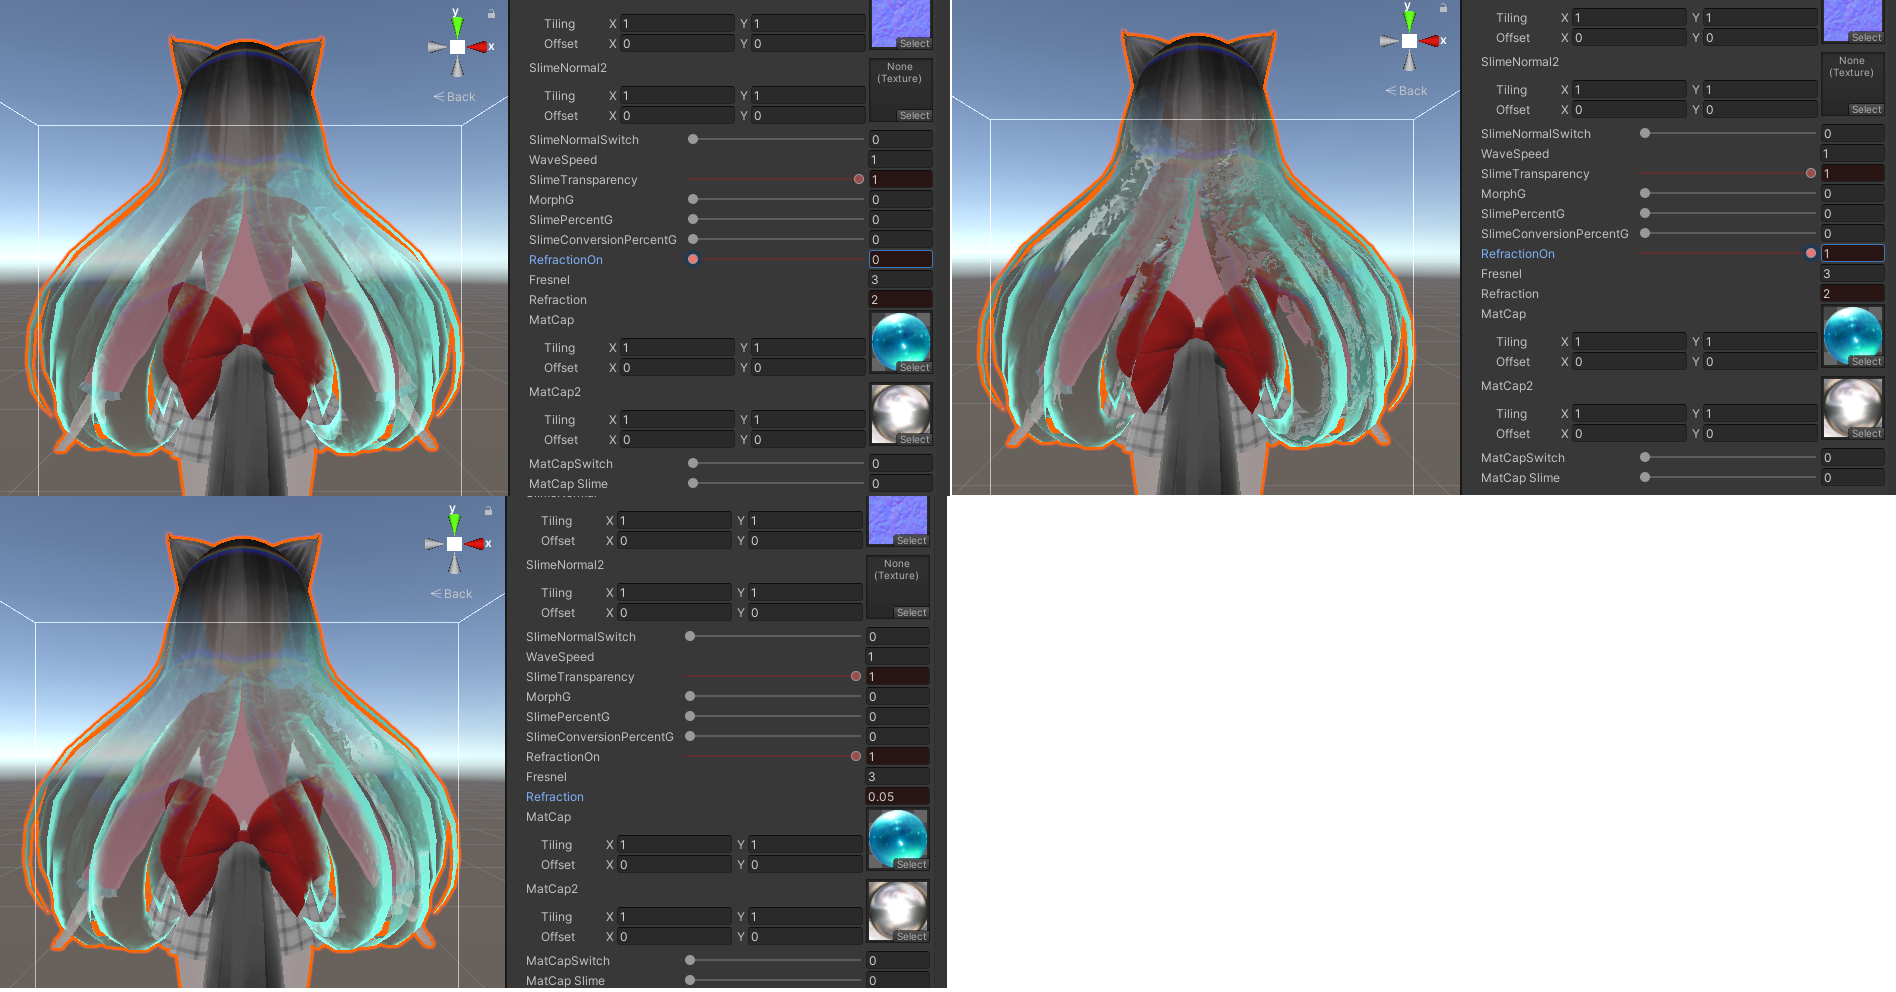 y
x
< Back
Tiling X 1 Y 1
Offset X 0 Y 0
Select
SlimeNormal2
None
(Texture)
Tiling X 1 Y 1
Offset X 0 Y 0
Select
SlimeNormalSwitch 0
WaveSpeed 1
SlimeTransparency 1
MorphG 0
SlimePercentG 0
SlimeConversionPercentG 0
RefractionOn 0
Fresnel 3
Refraction 2
MatCap
Tiling X 1 Y 1
Offset X 0 Y 0
Select
MatCap2
Tiling X 1 Y 1
Offset X 0 Y 0
Select
MatCapSwitch 0
MatCap Slime 0
y
x
< Back
Tiling X 1 Y 1
Offset X 0 Y 0
Select
SlimeNormal2
None
(Texture)
Tiling X 1 Y 1
Offset X 0 Y 0
Select
SlimeNormalSwitch 0
WaveSpeed 1
SlimeTransparency 1
MorphG 0
SlimePercentG 0
SlimeConversionPercentG 0
RefractionOn 1
Fresnel 3
Refraction 2
MatCap
Tiling X 1 Y 1
Offset X 0 Y 0
Select
MatCap2
Tiling X 1 Y 1
Offset X 0 Y 0
Select
MatCapSwitch 0
MatCap Slime 0
y
x
< Back
Tiling X 1 Y 1
Offset X 0 Y 0
Select
SlimeNormal2
None
(Texture)
Tiling X 1 Y 1
Offset X 0 Y 0
Select
SlimeNormalSwitch 0
WaveSpeed 1
SlimeTransparency 1
MorphG 0
SlimePercentG 0
SlimeConversionPercentG 0
RefractionOn 1
Fresnel 3
Refraction 0.05
MatCap
Tiling X 1 Y 1
Offset X 0 Y 0
Select
MatCap2
Tiling X 1 Y 1
Offset X 0 Y 0
Select
MatCapSwitch 0
MatCap Slime 0